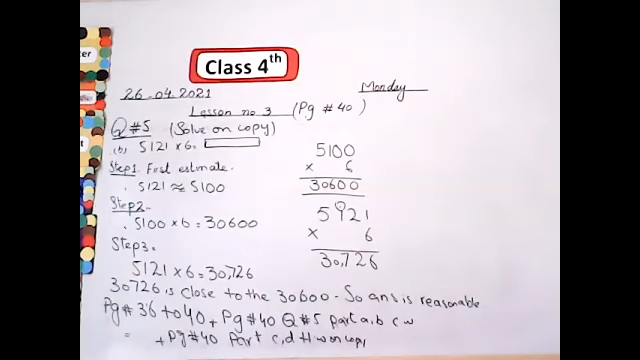 Class 4th
26.04.2021 Monday
Lesson no 3 (Pg # 40)
Q #5 (Solve on copy)
(b) 5121 x 6 =
Step1. First estimate.
5121 ≈ 5100
Step2-
5100 x 6 = 30600
Step3=
5121 x 6 = 30,726
5100
x 6
30600
5121
x 6
30,726
30726 is close to the 30600. So ans is reasonable
Pg# 36 to 40 + Pg #40 Q #5 Part a,b c w
= + Pg #40 Part c,d H w on copy